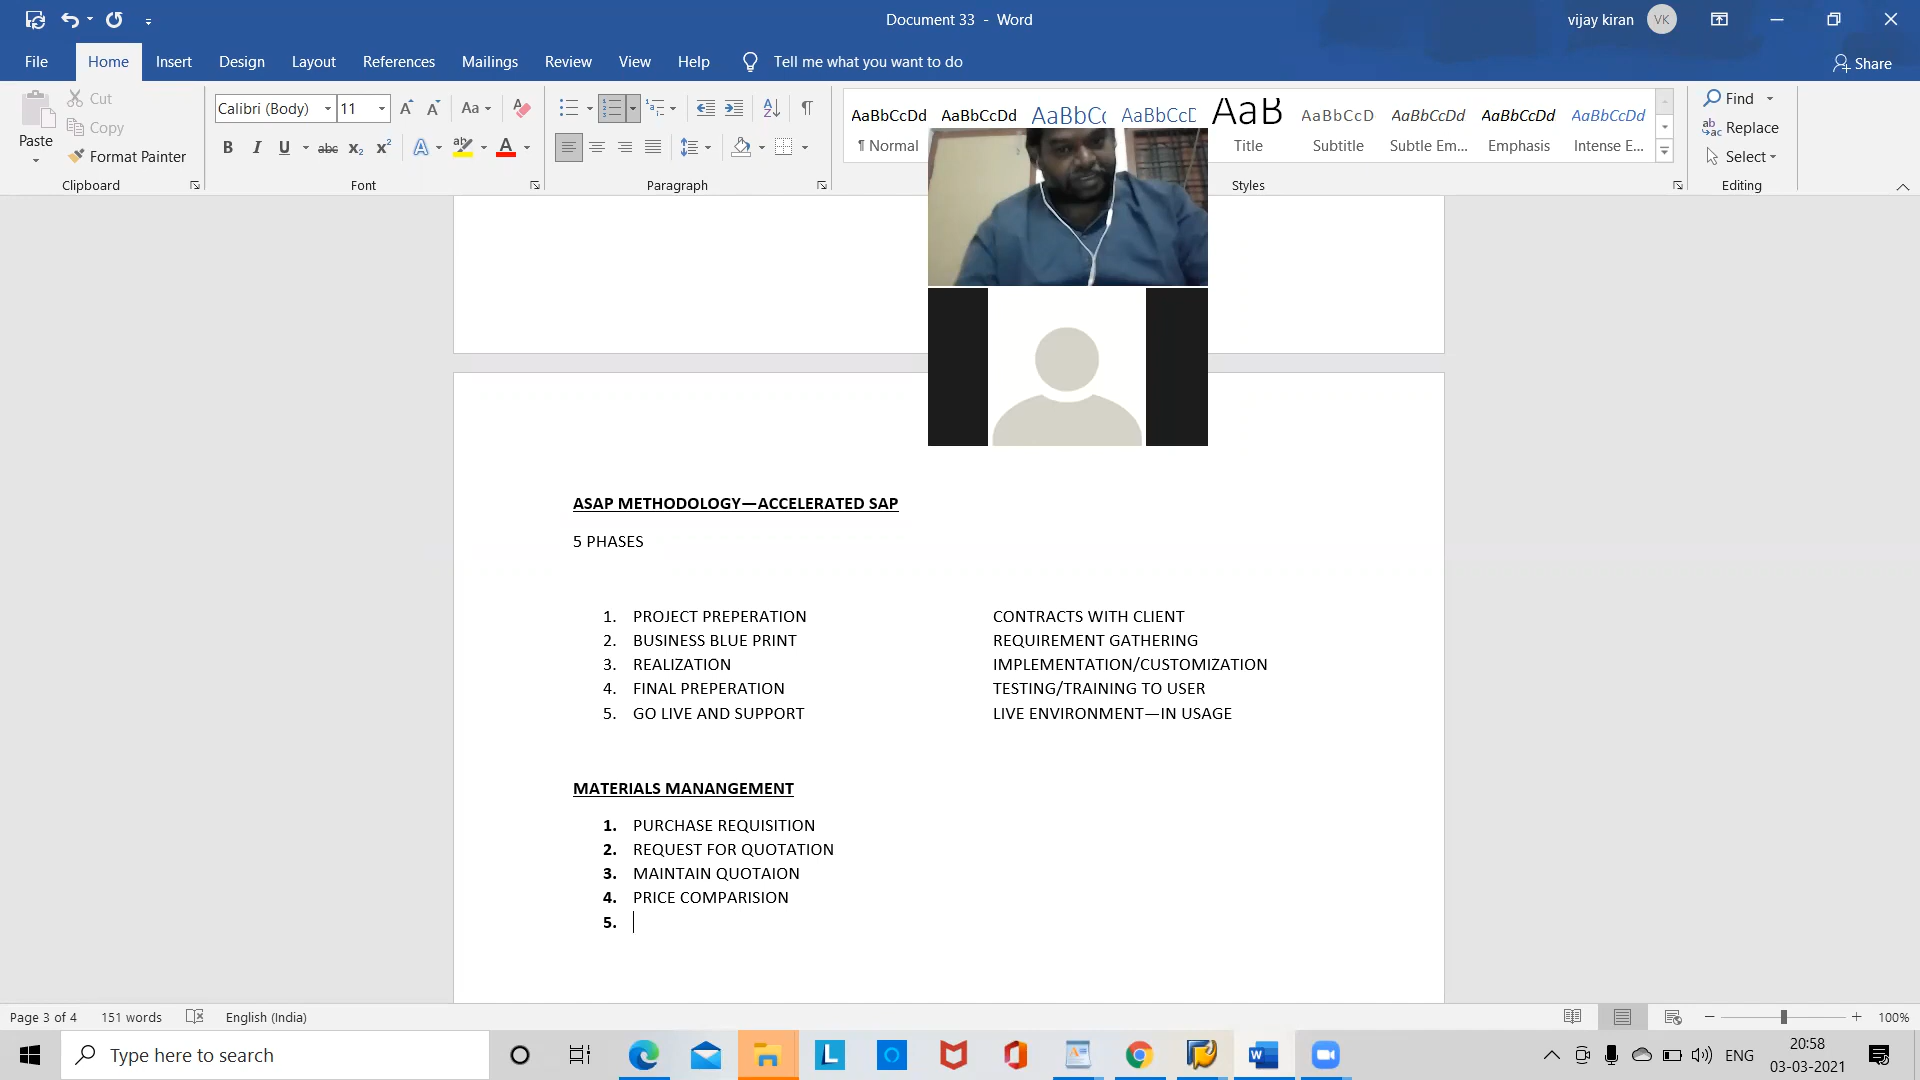 Document 33 - Word
vijay kiran VK
File Home Insert Design Layout References Mailings Review View Help Tell me what you want to do Share
Paste
Cut
Copy
Format Painter
Clipboard
Calibri (Body) 11
Font
Paragraph
AaBbCcDd AaBbCcDd AaBbCc AaBbCcE AaB AaBbCcD AaBbCcDd AaBbCcDd AaBbCcDd
¶ Normal Title Subtitle Subtle Em... Emphasis Intense E...
Styles
Find
Replace
Select
Editing
ASAP METHODOLOGY—ACCELERATED SAP
5 PHASES
1. PROJECT PREPERATION CONTRACTS WITH CLIENT
2. BUSINESS BLUE PRINT REQUIREMENT GATHERING
3. REALIZATION IMPLEMENTATION/CUSTOMIZATION
4. FINAL PREPERATION TESTING/TRAINING TO USER
5. GO LIVE AND SUPPORT LIVE ENVIRONMENT—IN USAGE
MATERIALS MANANGEMENT
1. PURCHASE REQUISITION
2. REQUEST FOR QUOTATION
3. MAINTAIN QUOTAION
4. PRICE COMPARISION
5.
Page 3 of 4 151 words English (India) 100%
Type here to search
ENG
20:58
03-03-2021